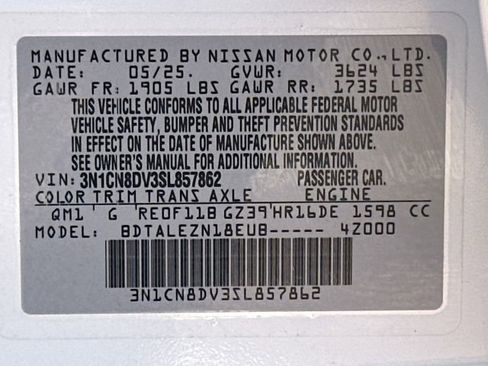 MANUFACTURED BY NISSAN MOTOR CO., LTD.
DATE: 05/25. GVWR: 3624 LBS
GAWR FR: 1905 LBS GAWR RR: 1735 LBS
THIS VEHICLE CONFORMS TO ALL APPLICABLE FEDERAL MOTOR
VEHICLE SAFETY, BUMPER AND THEFT PREVENTION STANDARDS
IN EFFECT ON THE DATE OF MANUFACTURE SHOWN ABOVE.
SEE OWNER'S MANUAL FOR ADDITIONAL INFORMATION.
VIN: 3N1CN8DV3SL857862 PASSENGER CAR.
COLOR TRIM TRANS AXLE ENGINE
QM1 G RE0F11B GZ39 HR16DE 1598 CC
MODEL: BDTALEZN18EUB----- 4Z000
3N1CN8DV3SL857862